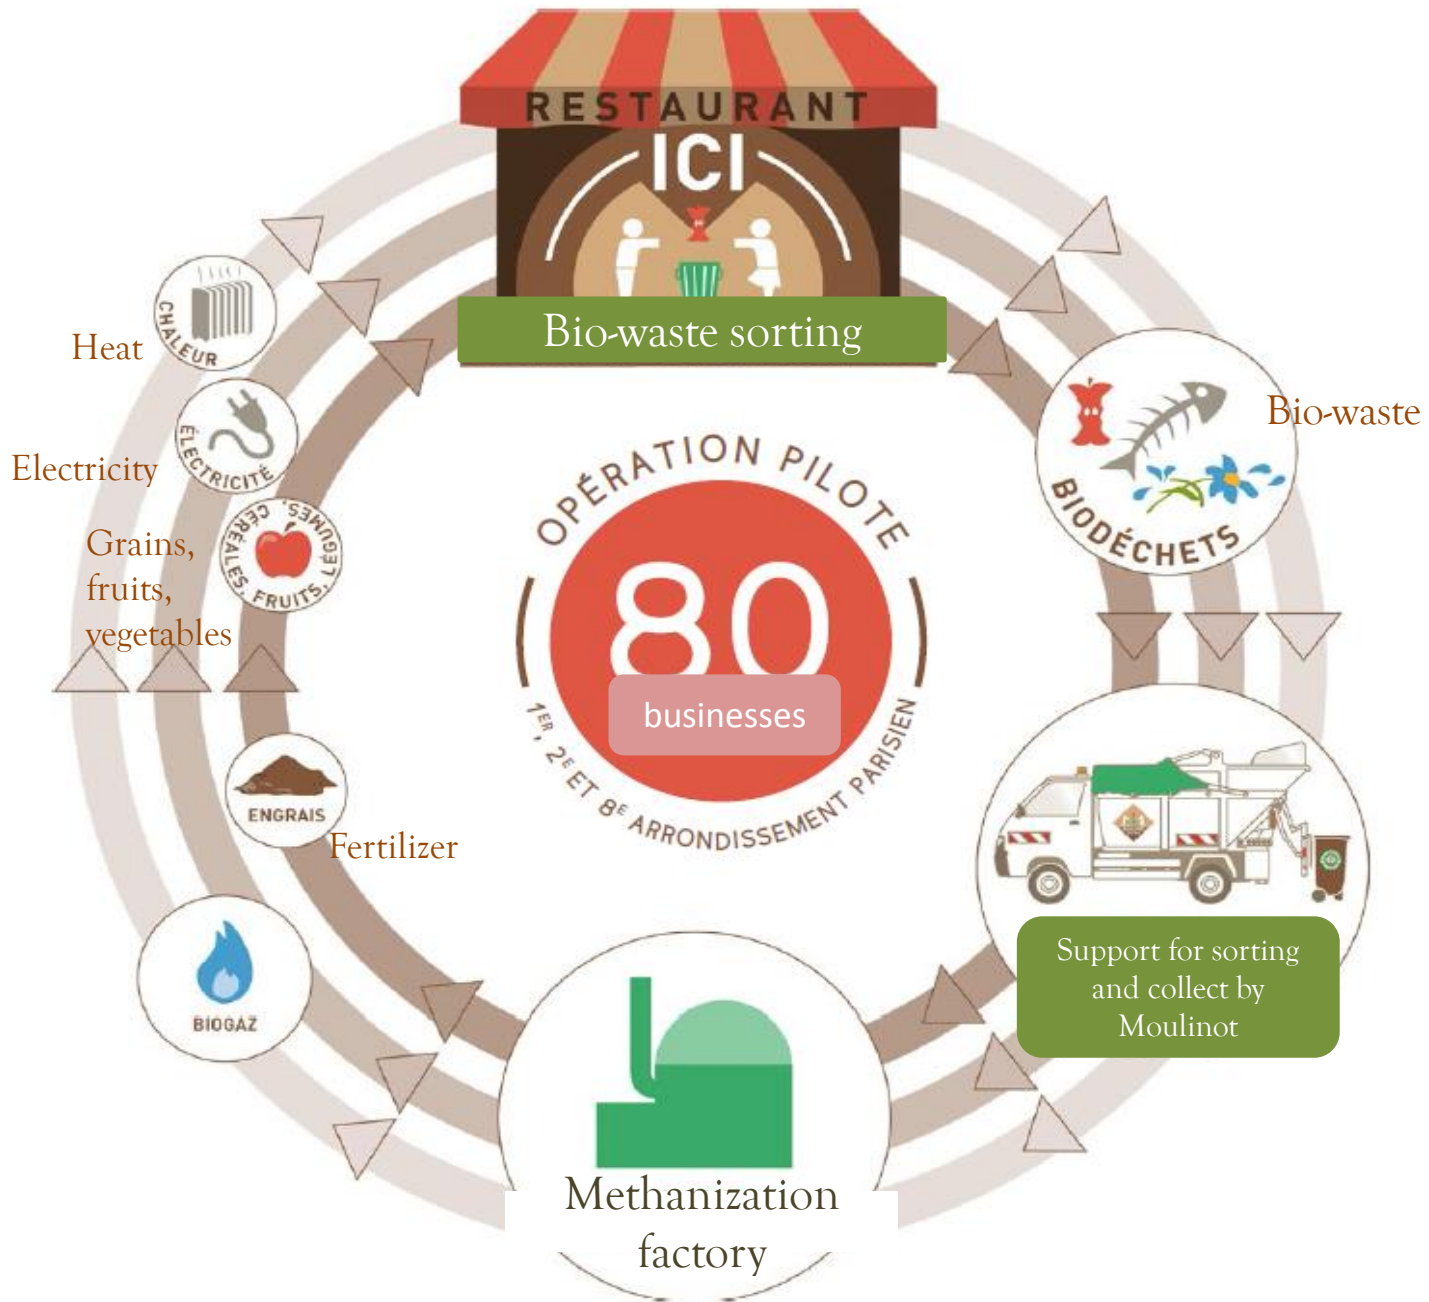 RESTAURANT
ICI
Bio-waste sorting
CHALEUR
Heat
ÉLECTRICITÉ
Electricity
CÉRÉALES, FRUITS, LÉGUMES,
Grains,
fruits,
vegetables
BIODÉCHETS
Bio-waste
OPÉRATION PILOTE
80
businesses
1ER, 2E ET 8E ARRONDISSEMENT PARISIEN
ENGRAIS
Fertilizer
BIOGAZ
Support for sorting
and collect by
Moulinot
Methanization
factory